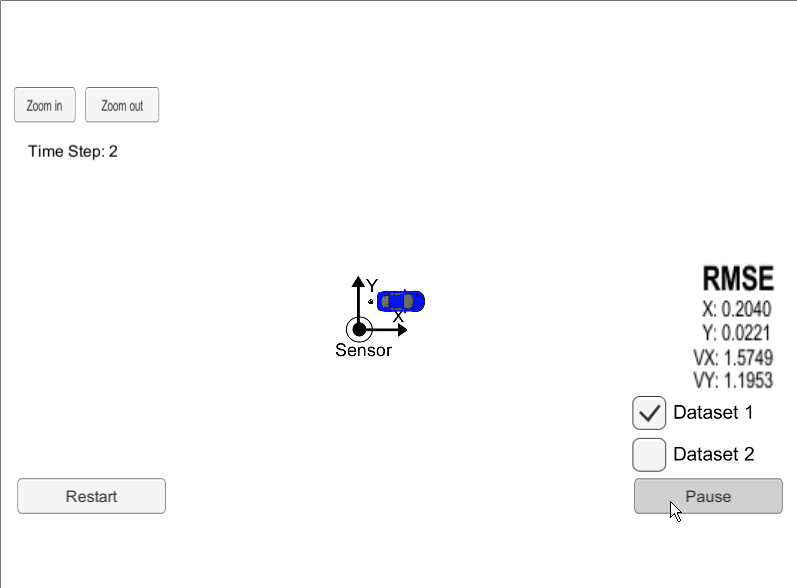 Zoom in
Zoom out
Time Step: 2
Y
X
Sensor
RMSE
X: 0.2040
Y: 0.0221
VX: 1.5749
VY: 1.1953
Dataset 1
Dataset 2
Restart
Pause